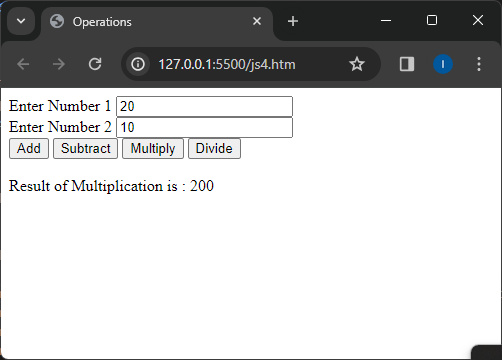 Operations
127.0.0.1:5500/js4.htm
I
Enter Number 1 20
Enter Number 2 10
Add Subtract Multiply Divide
Result of Multiplication is : 200